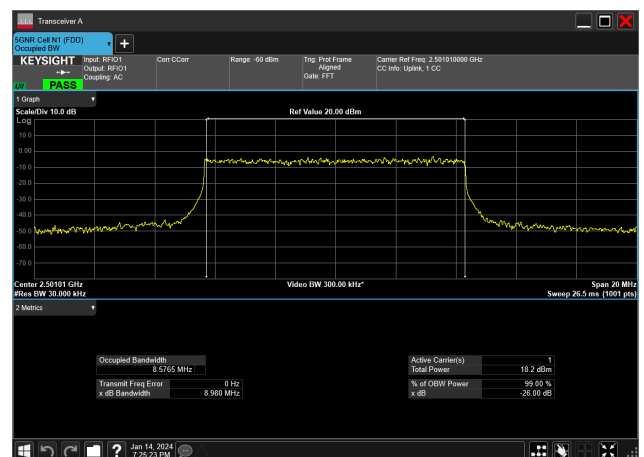 Transceiver A
5GNR Cell N1 (FDD)
Occupied BW
KEYSIGHT
LV
PASS
Input: RFIO1
Output: RFIO1
Coupling: AC
Corr CCorr
Range: -60 dBm
Trig: Prot Frame
Aligned
Gate: FFT
Carrier Ref Freq: 2.501010000 GHz
CC Info: Uplink, 1 CC
1 Graph
Scale/Div 10.0 dB
Ref Value 20.00 dBm
Log
10.0
0.00
-10.0
-20.0
-30.0
-40.0
-50.0
-60.0
-70.0
Center 2.50101 GHz
Video BW 300.00 kHz*
Span 20 MHz
#Res BW 30.000 kHz
Sweep 26.5 ms (1001 pts)
2 Metrics
Occupied Bandwidth
8.5765 MHz
Active Carrier(s) 1
Total Power 18.2 dBm
Transmit Freq Error 0 Hz
x dB Bandwidth 8.980 MHz
% of OBW Power 99.00 %
x dB -26.00 dB
Jan 14, 2024
7:25:23 PM